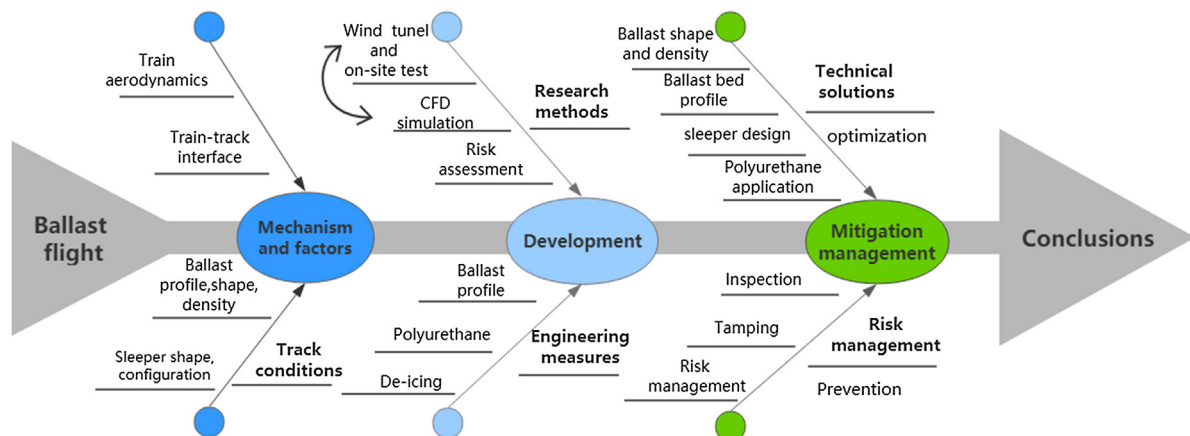 Ballast
flight
Train
aerodynamics
Train-track
interface
Mechanism
and factors
Ballast
profile,shape,
density
Sleeper shape,
configuration
Track
conditions
Wind tunel
and
on-site test
CFD
simulation
Risk
assessment
Research
methods
Development
Ballast
profile
Polyurethane
De-icing
Engineering
measures
Ballast shape
and density
Ballast bed
profile
sleeper design
Polyurethane
application
Technical
solutions
optimization
Mitigation
management
Inspection
Tamping
Risk
management
Risk
management
Prevention
Conclusions